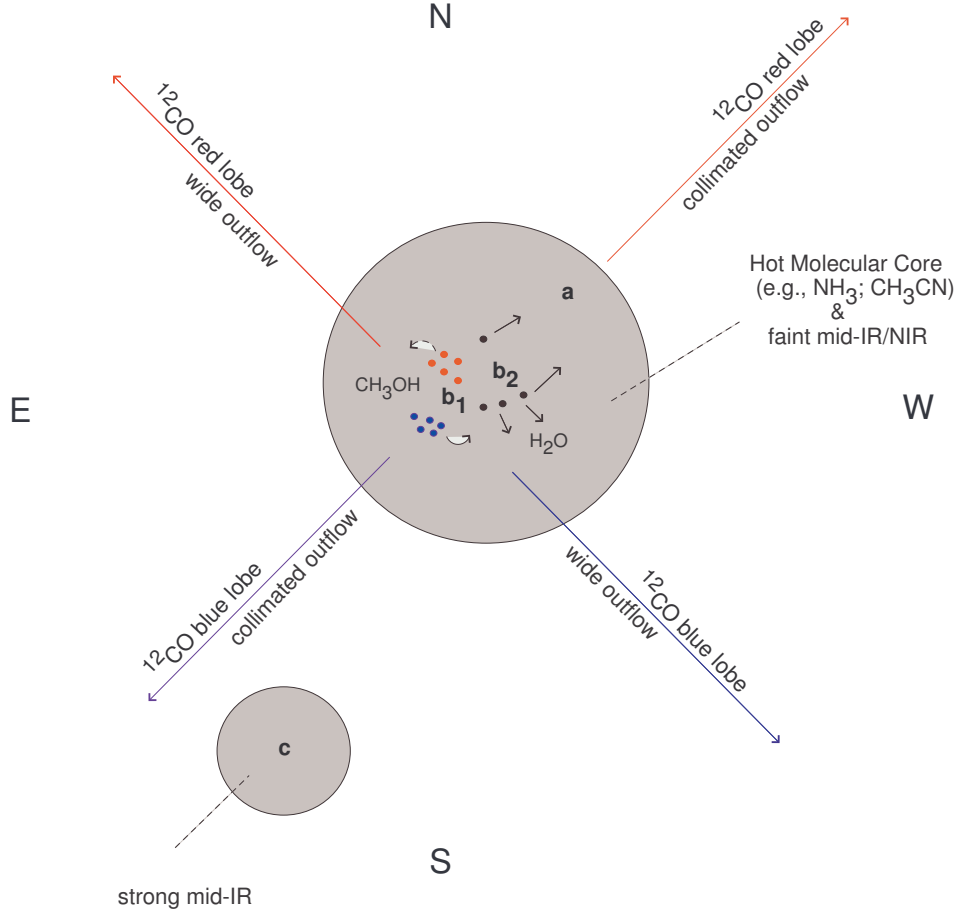 N
¹²CO red lobe
wide outflow
¹²CO red lobe
collimated outflow
Hot Molecular Core
(e.g., NH₃; CH₃CN)
&
faint mid-IR/NIR
a
b₂
CH₃OH
b₁
E
W
H₂O
¹²CO blue lobe
collimated outflow
wide outflow
¹²CO blue lobe
c
S
strong mid-IR